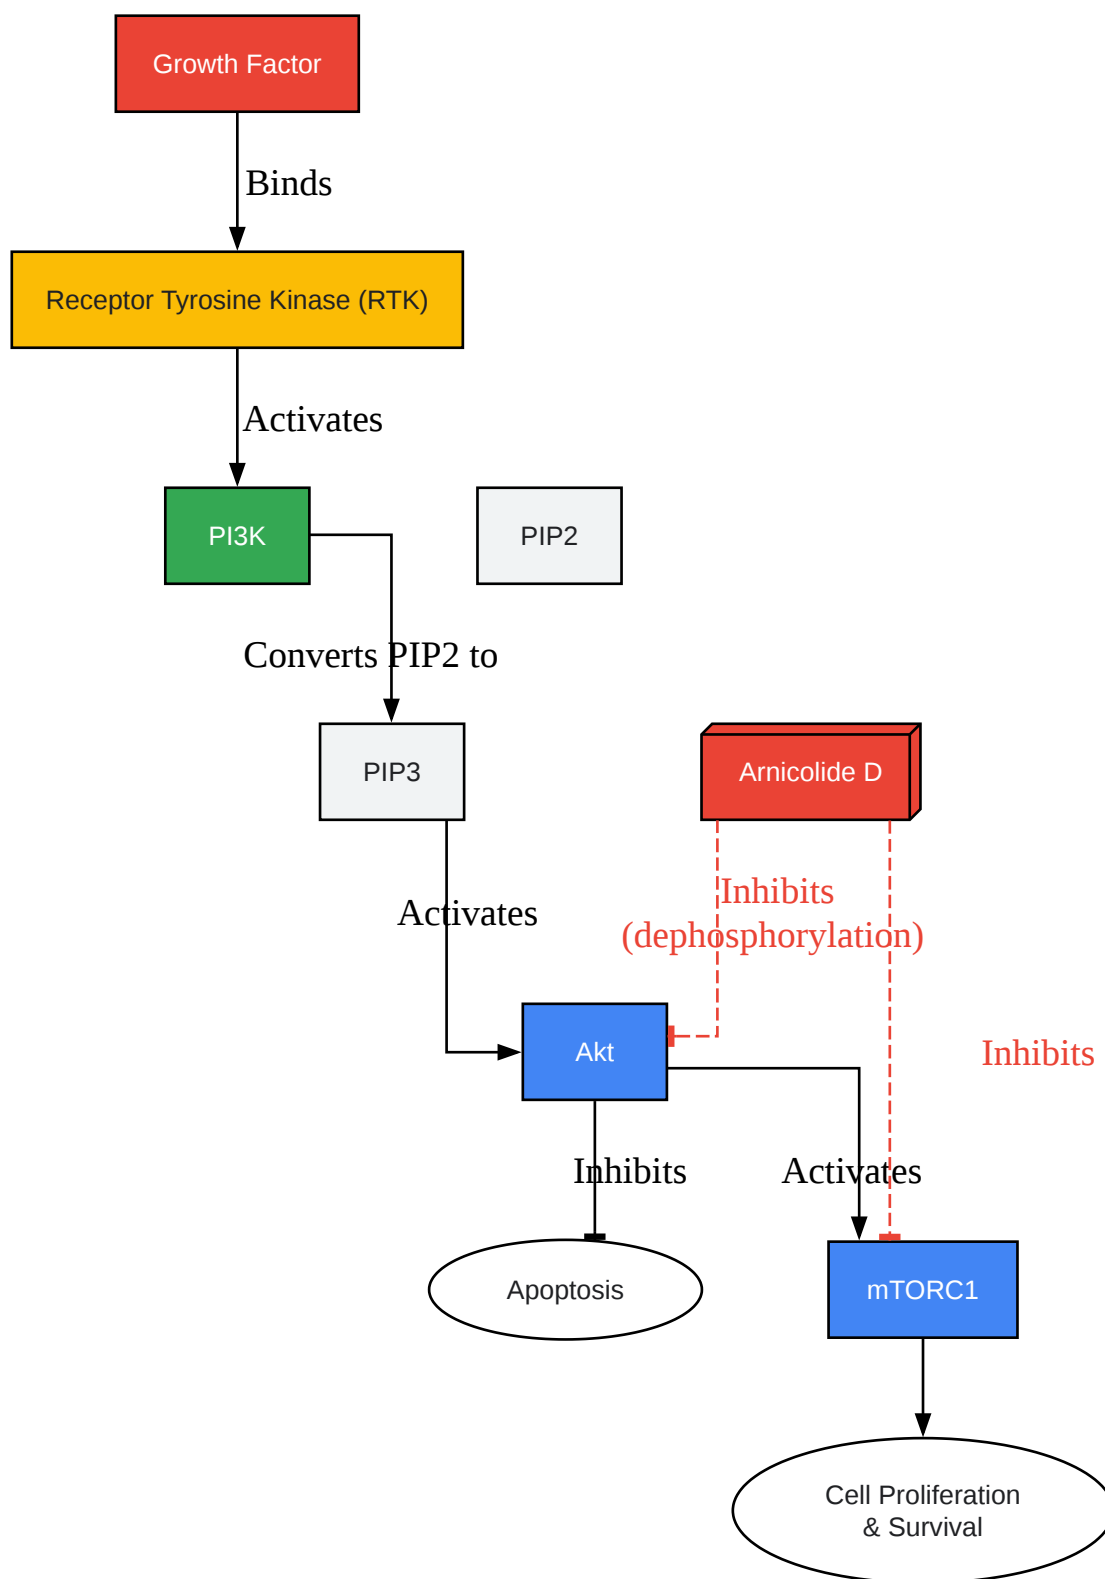 Growth Factor
Binds
Receptor Tyrosine Kinase (RTK)
Activates
PI3K
PIP2
Converts PIP2 to
PIP3
Arnicolide D
Activates
Inhibits
(dephosphorylation)
Akt
Inhibits
Inhibits
Activates
Apoptosis
mTORC1
Cell Proliferation
& Survival